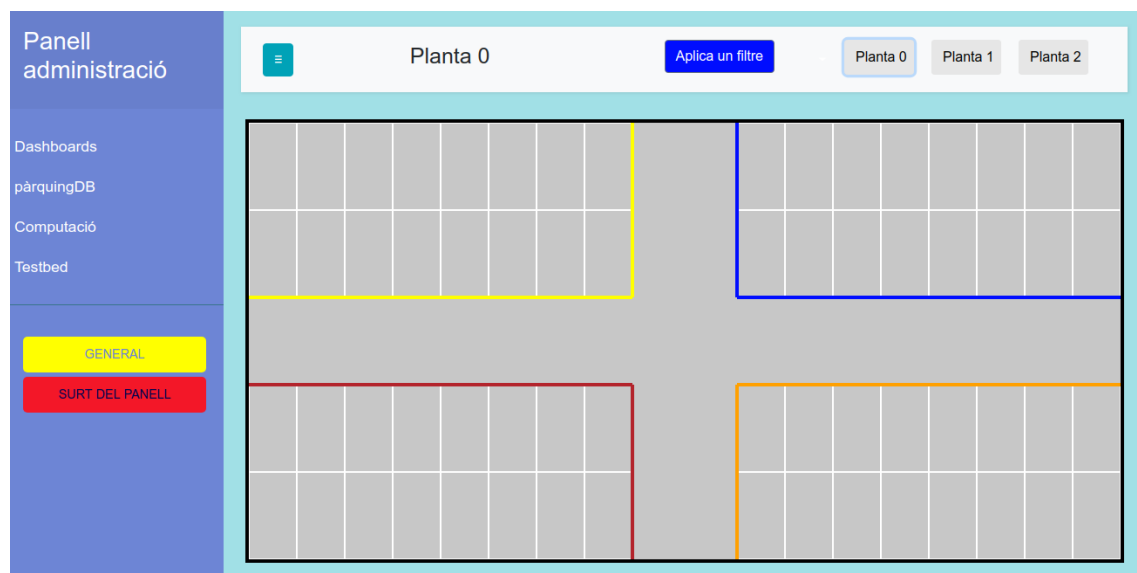 Panell
administració
Dashboards
pàrquingDB
Computació
Testbed
GENERAL
SURT DEL PANELL
Planta 0
Aplica un filtre
Planta 0
Planta 1
Planta 2